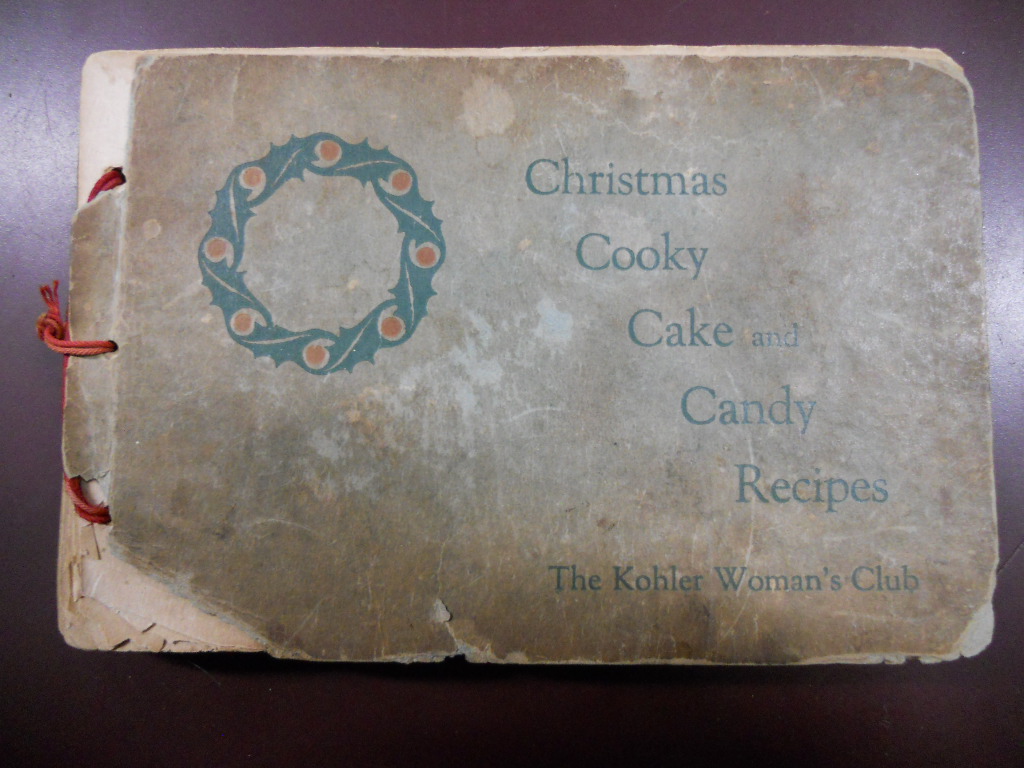 Christmas
Cooky
Cake and
Candy
Recipes
The Kohler Woman's Club